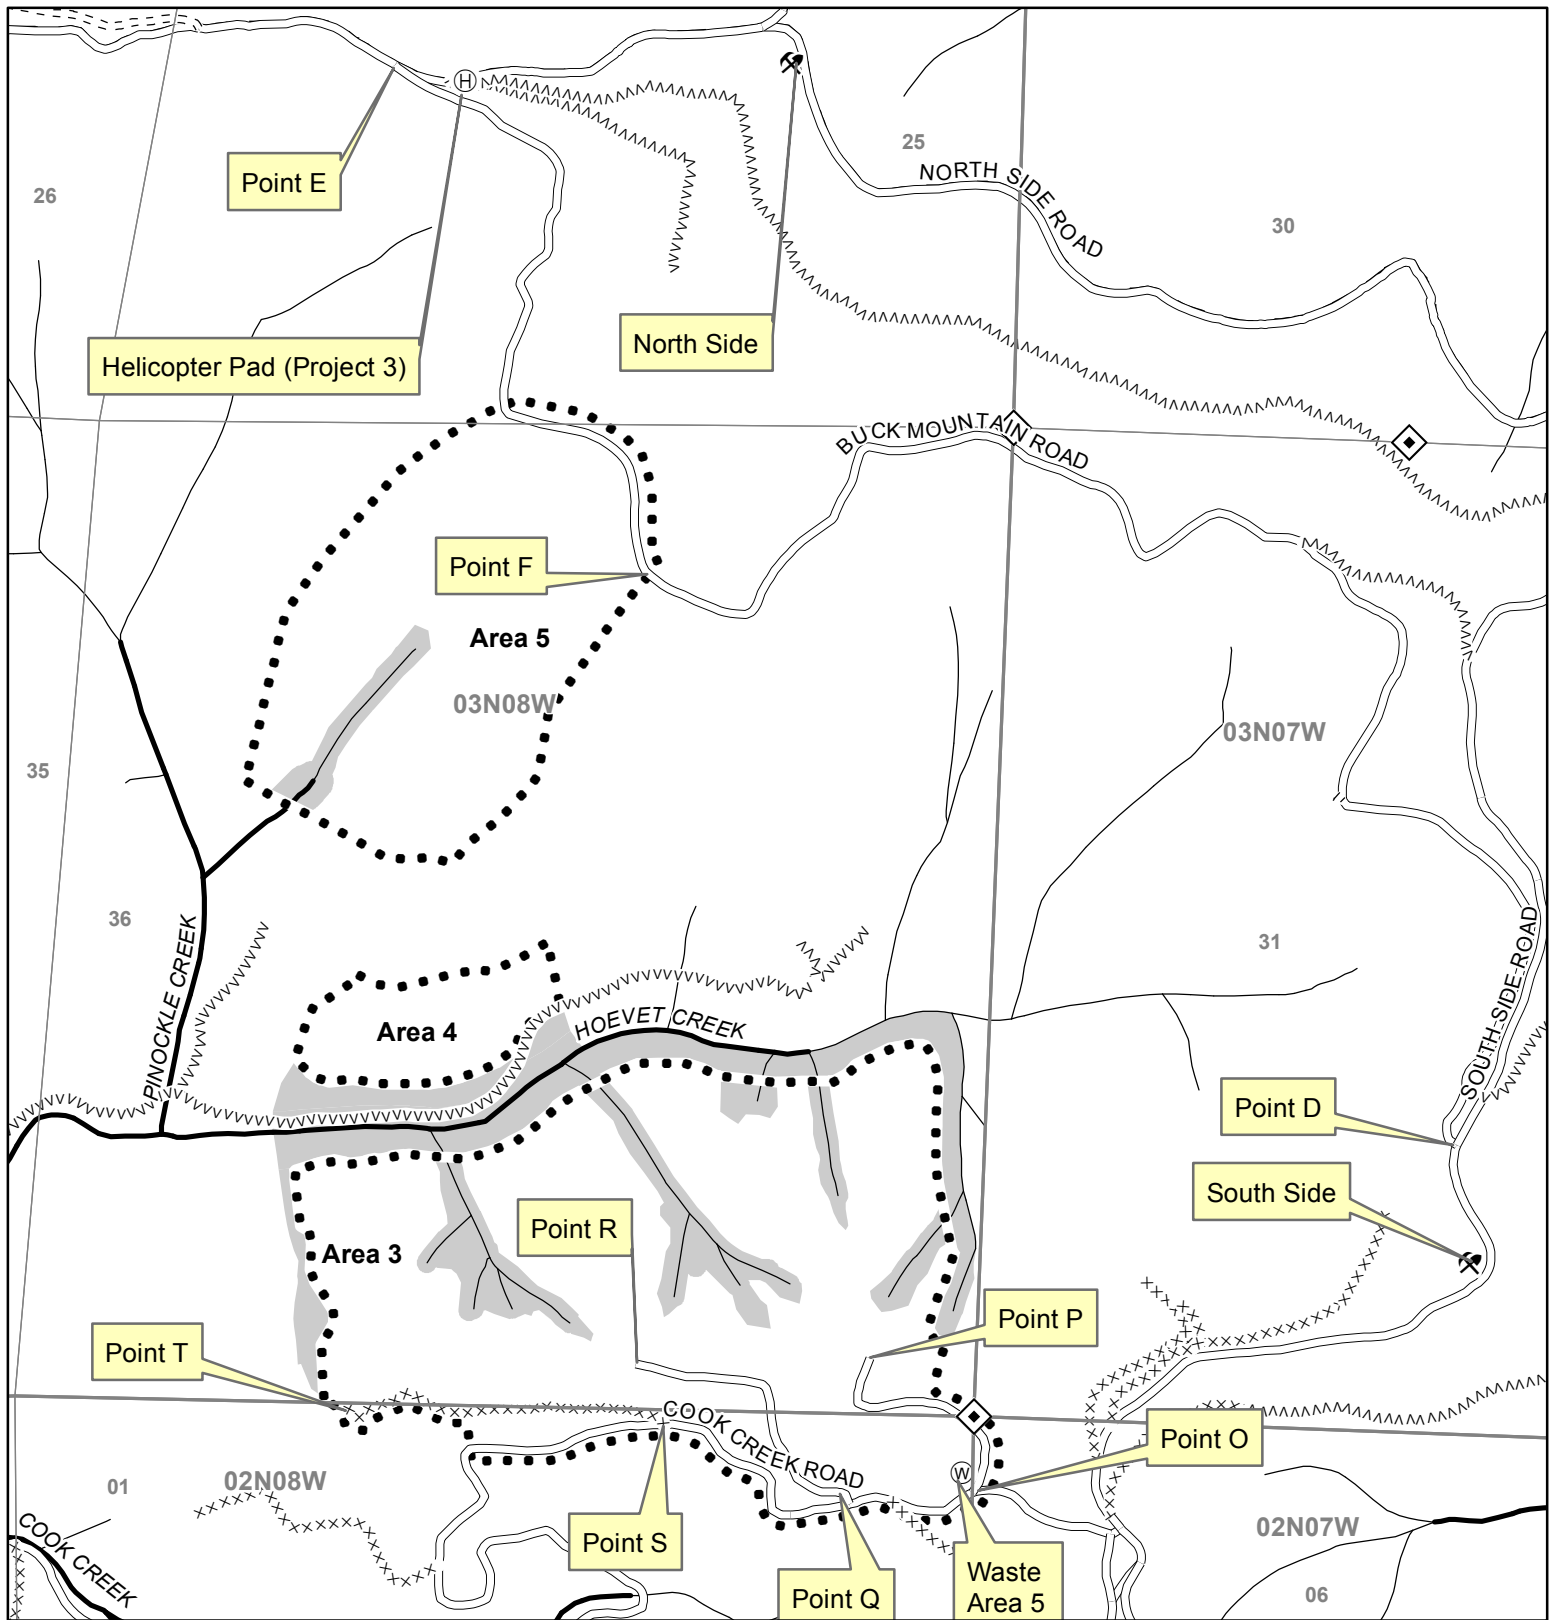 H
25
NORTH SIDE ROAD
Point E
26
30
North Side
Helicopter Pad (Project 3)
BUCK MOUNTAIN ROAD
Point F
Area 5
03N08W
03N07W
35
36
PINOCKLE CREEK
31
SOUTH SIDE ROAD
Area 4
HOEVET CREEK
Point D
South Side
Point R
Area 3
Point P
Point T
COOK CREEK ROAD
Point O
W
01
02N08W
COOK CREEK
Point S
Point Q
Waste
Area 5
02N07W
06